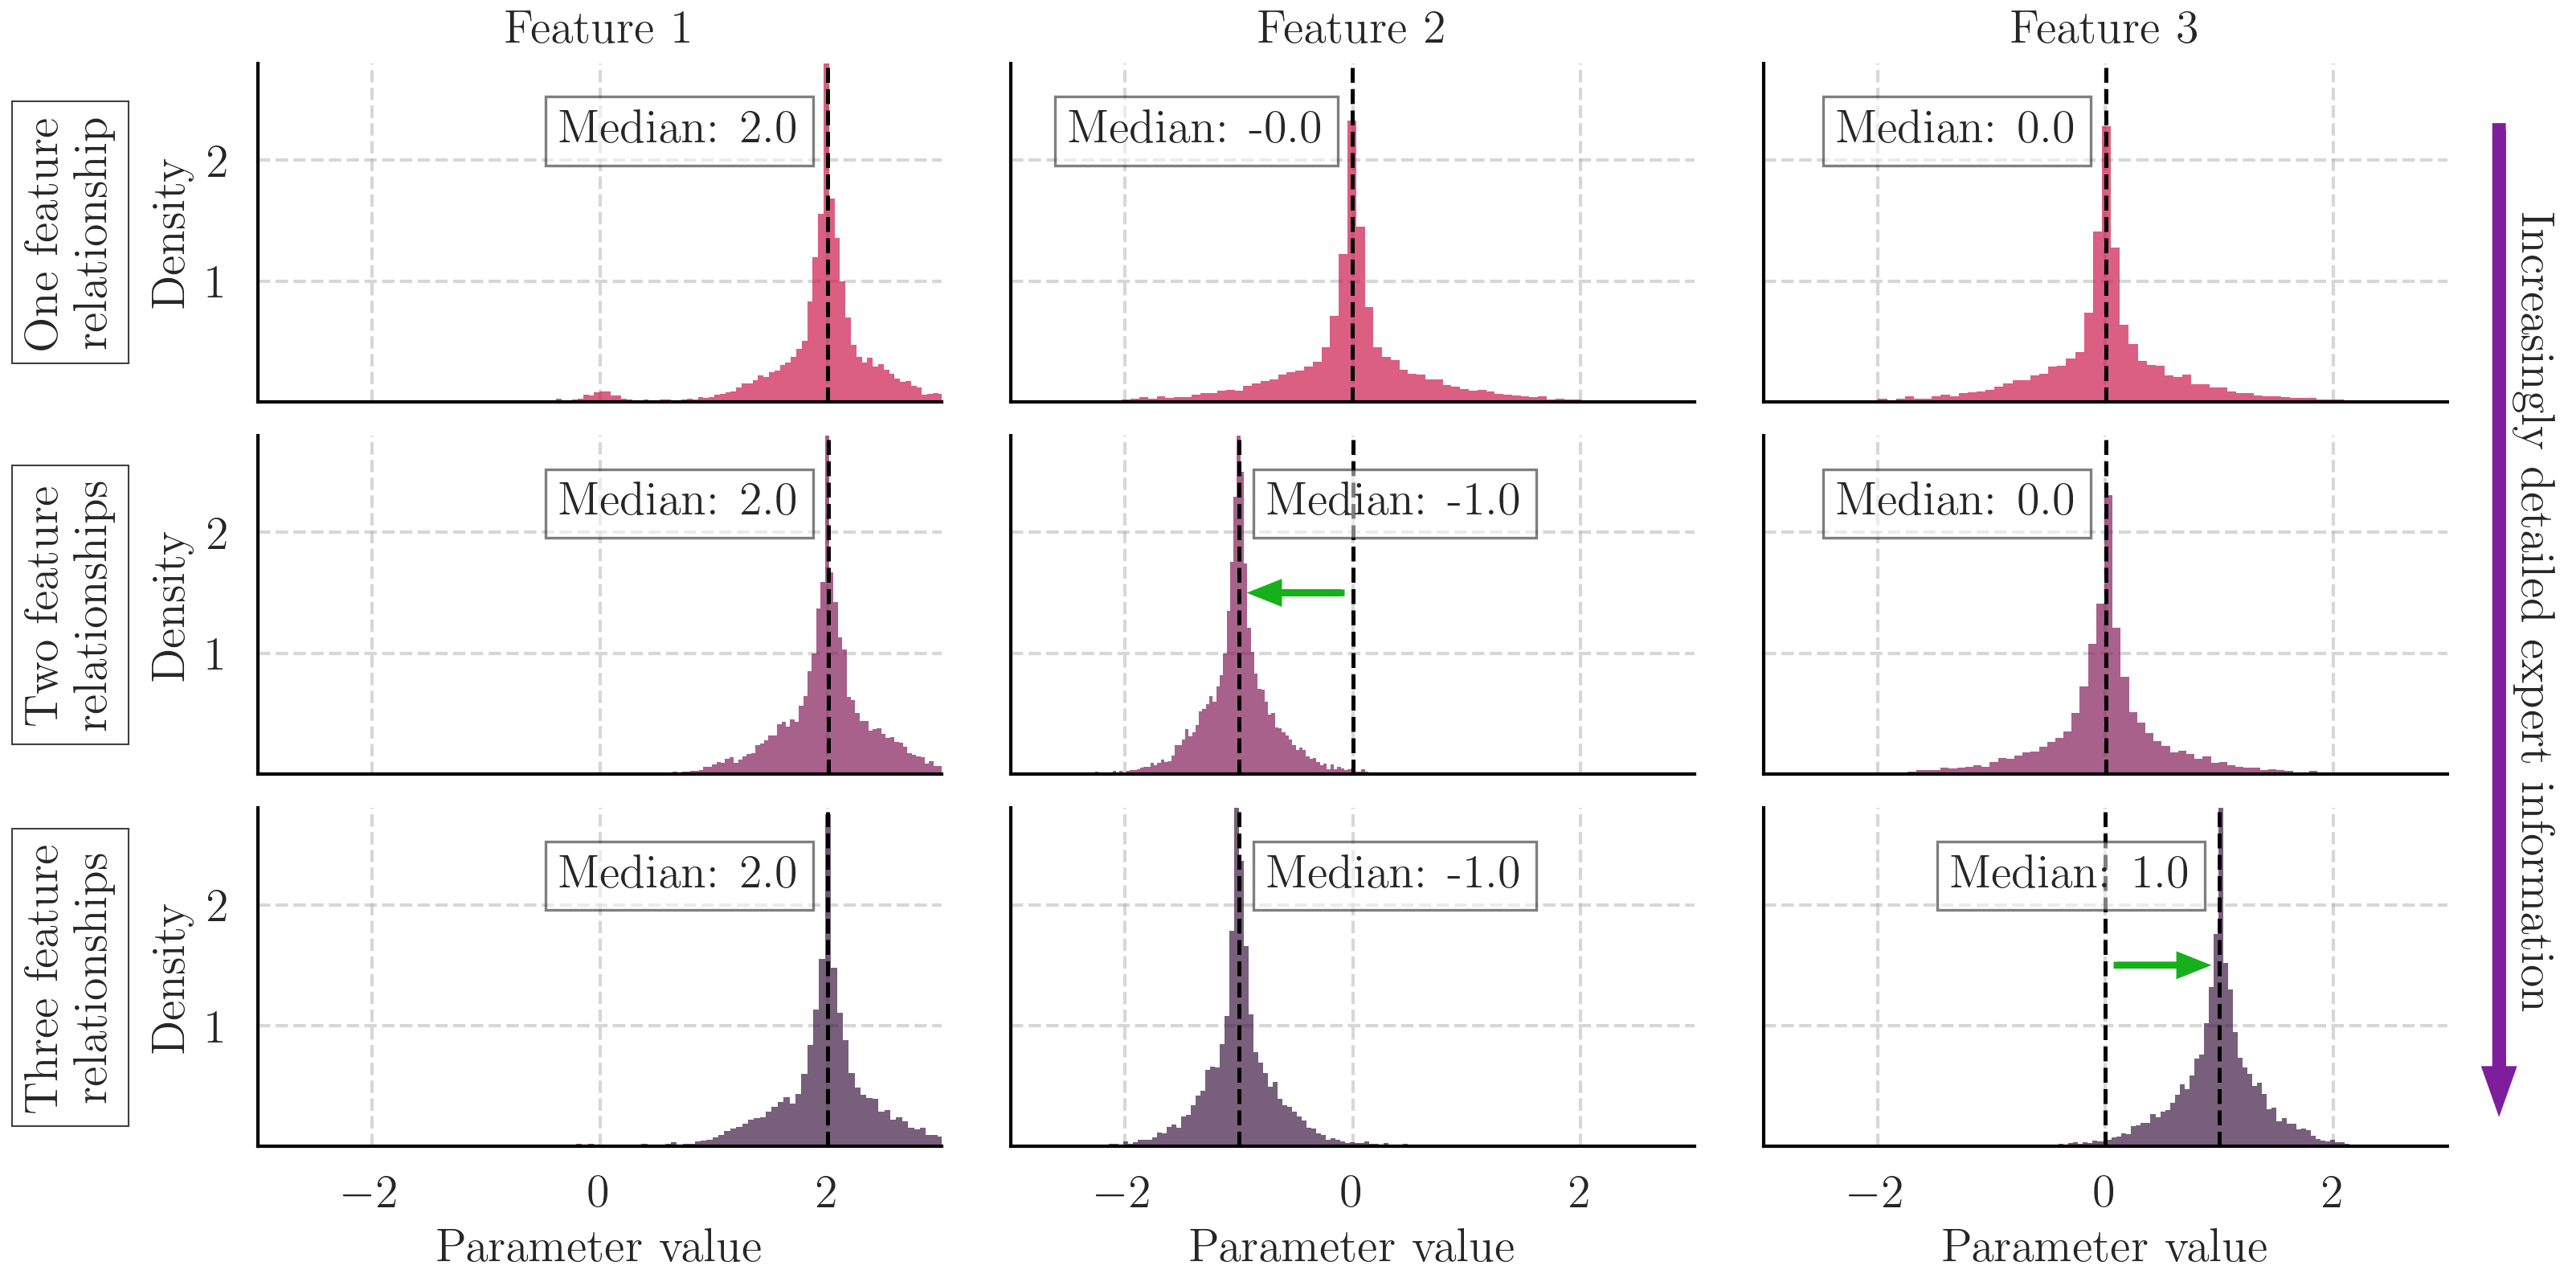 Feature 1
Feature 2
Feature 3
One feature
relationship
Density
2
1
Median: 2.0
Median: -0.0
Median: 0.0
Two feature
relationships
Density
2
1
Median: 2.0
Median: -1.0
Median: 0.0
Three feature
relationships
Density
2
1
Median: 2.0
Median: -1.0
Median: 1.0
−2 0 2
−2 0 2
−2 0 2
Parameter value
Parameter value
Parameter value
Increasingly detailed expert information